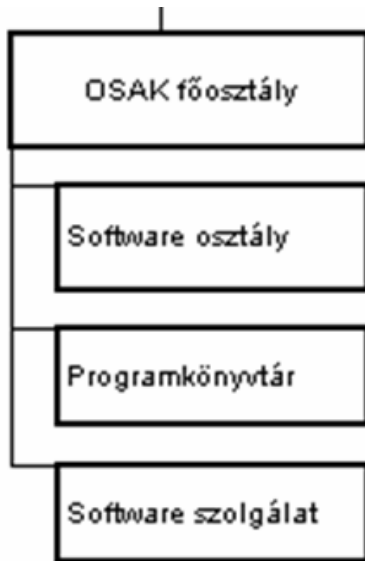 OSAK főosztály
Software osztály
Programkönyvtár
Software szolgálat